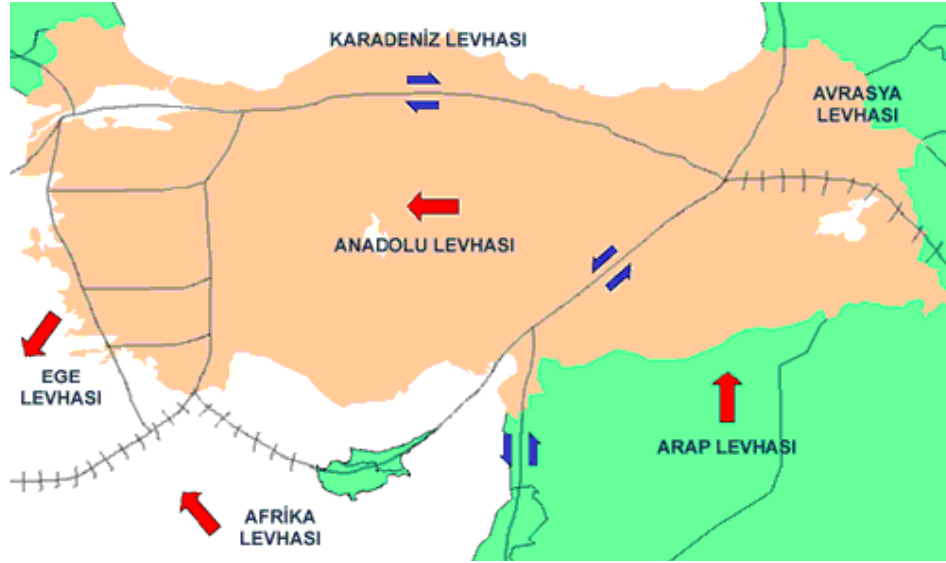 KARADENİZ LEVHASI
AVRASYA
LEVHASI
ANADOLU LEVHASI
EGE
LEVHASI
ARAP LEVHASI
AFRİKA
LEVHASI